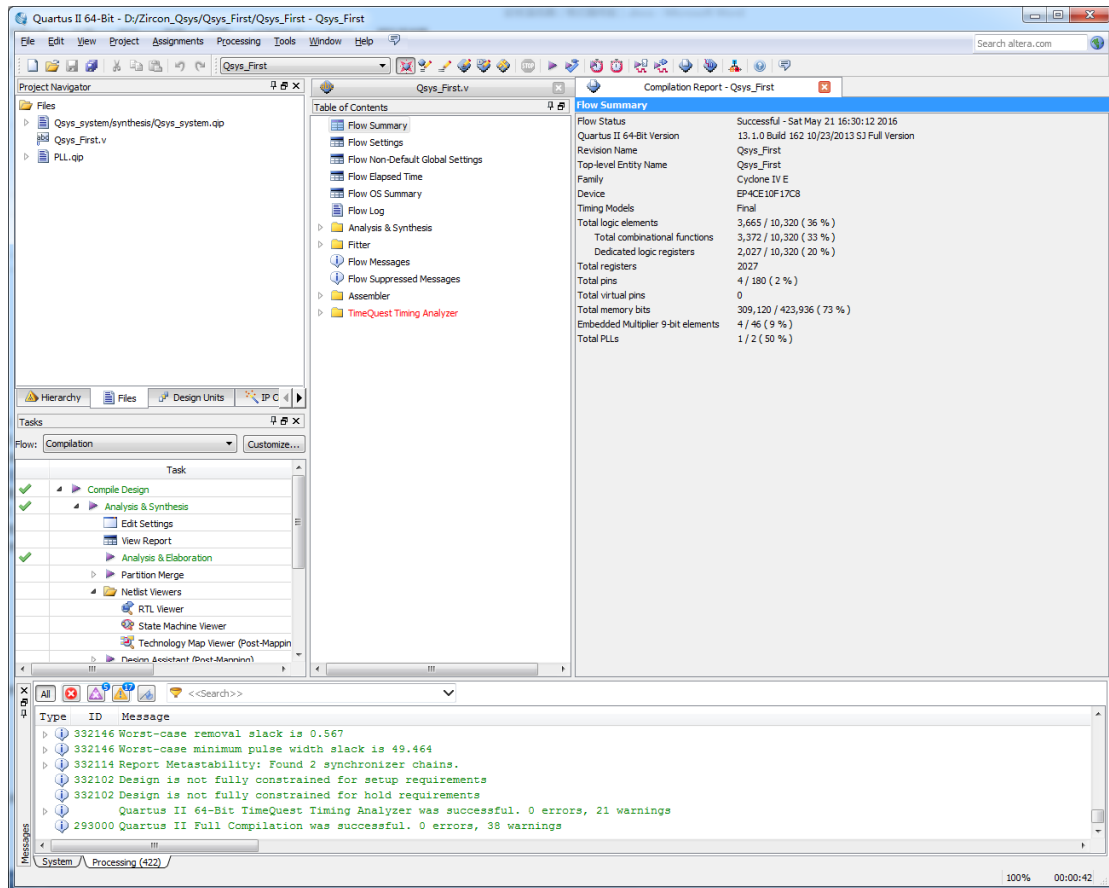 Quartus II 64-Bit - D:/Zircon_Qsys/Qsys_First/Qsys_First - Qsys_First
File Edit View Project Assignments Processing Tools Window Help
Search altera.com
Qsys_First
Project Navigator
Files
Qsys_system/synthesis/Qsys_system.qip
Qsys_First.v
PLL.qip
Hierarchy Files Design Units IP C
Tasks
Flow: Compilation Customize...
Task
Compile Design
Analysis & Synthesis
Edit Settings
View Report
Analysis & Elaboration
Partition Merge
Netlist Viewers
RTL Viewer
State Machine Viewer
Technology Map Viewer (Post-Mappin
Design Assistant (Post-Mapping)
Qsys_First.v
Table of Contents
Flow Summary
Flow Settings
Flow Non-Default Global Settings
Flow Elapsed Time
Flow OS Summary
Flow Log
Analysis & Synthesis
Fitter
Flow Messages
Flow Suppressed Messages
Assembler
TimeQuest Timing Analyzer
Compilation Report - Qsys_First
Flow Summary
Flow Status Successful - Sat May 21 16:30:12 2016
Quartus II 64-Bit Version 13.1.0 Build 162 10/23/2013 SJ Full Version
Revision Name Qsys_First
Top-level Entity Name Qsys_First
Family Cyclone IV E
Device EP4CE10F17C8
Timing Models Final
Total logic elements 3,665 / 10,320 ( 36 % )
Total combinational functions 3,372 / 10,320 ( 33 % )
Dedicated logic registers 2,027 / 10,320 ( 20 % )
Total registers 2027
Total pins 4 / 180 ( 2 % )
Total virtual pins 0
Total memory bits 309,120 / 423,936 ( 73 % )
Embedded Multiplier 9-bit elements 4 / 46 ( 9 % )
Total PLLs 1 / 2 ( 50 % )
All 5 17 <<Search>>
Type ID Message
332146 Worst-case removal slack is 0.567
332146 Worst-case minimum pulse width slack is 49.464
332114 Report Metastability: Found 2 synchronizer chains.
332102 Design is not fully constrained for setup requirements
332102 Design is not fully constrained for hold requirements
Quartus II 64-Bit TimeQuest Timing Analyzer was successful. 0 errors, 21 warnings
293000 Quartus II Full Compilation was successful. 0 errors, 38 warnings
Messages
System Processing (422)
100% 00:00:42